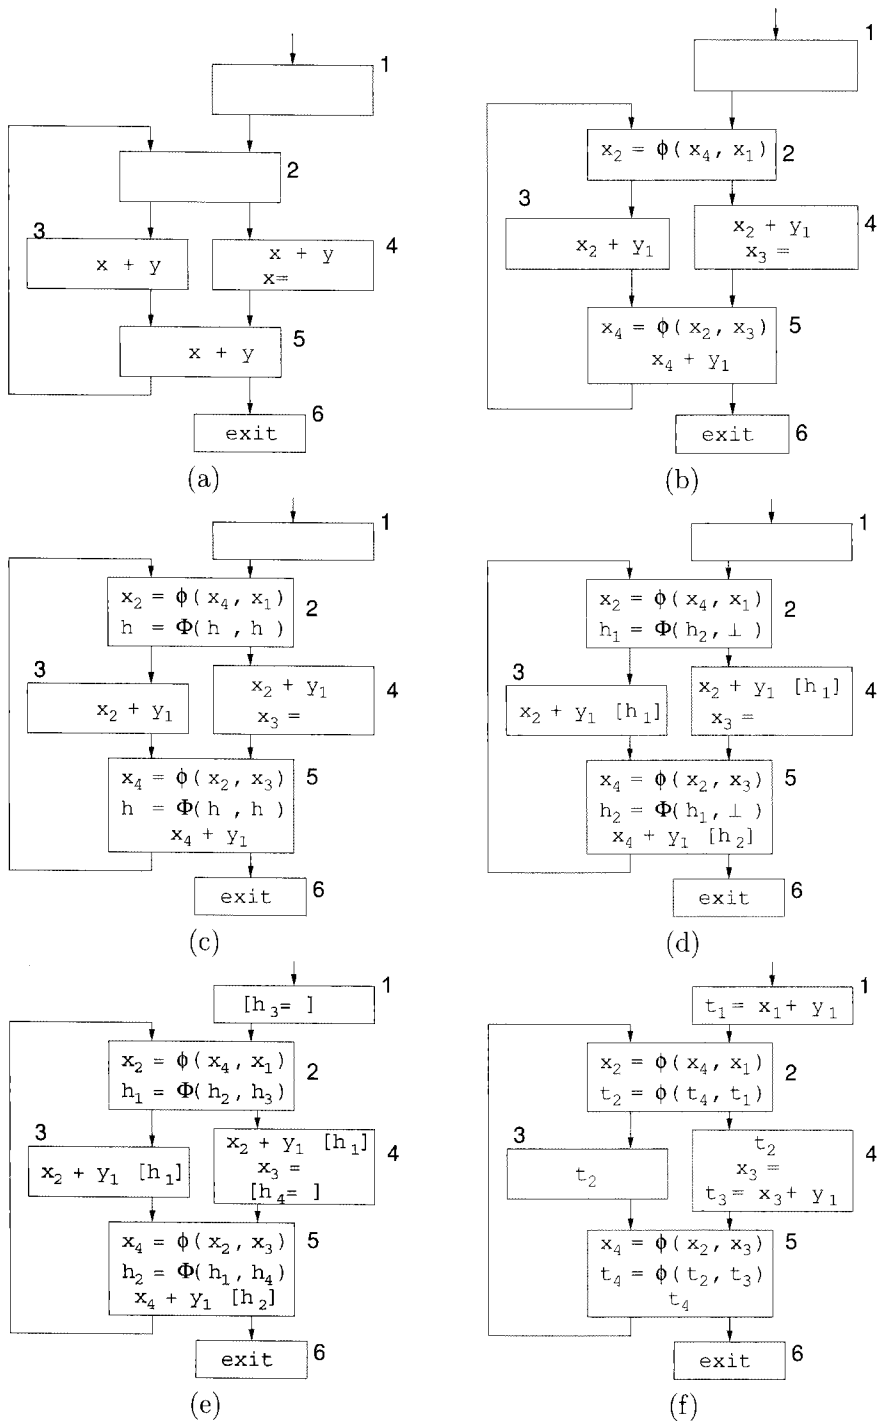 1
2
3
x + y
x + y
x=
4
x + y
5
exit
6
(a)
1
x₂ = ϕ( x₄, x₁)
2
3
x₂ + y₁
x₂ + y₁
x₃ =
4
x₄ = ϕ( x₂, x₃)
x₄ + y₁
5
exit
6
(b)
1
x₂ = ϕ( x₄, x₁)
h = Φ( h , h )
2
3
x₂ + y₁
x₂ + y₁
x₃ =
4
x₄ = ϕ( x₂, x₃)
h = Φ( h , h )
x₄ + y₁
5
exit
6
(c)
1
x₂ = ϕ( x₄, x₁)
h₁ = Φ( h₂, ⊥ )
2
3
x₂ + y₁ [h₁]
x₂ + y₁ [h₁]
x₃ =
4
x₄ = ϕ( x₂, x₃)
h₂ = Φ( h₁, ⊥ )
x₄ + y₁ [h₂]
5
exit
6
(d)
[h₃= ]
1
x₂ = ϕ( x₄, x₁)
h₁ = Φ( h₂, h₃)
2
3
x₂ + y₁ [h₁]
x₂ + y₁ [h₁]
x₃ =
[h₄= ]
4
x₄ = ϕ( x₂, x₃)
h₂ = Φ( h₁, h₄)
x₄ + y₁ [h₂]
5
exit
6
(e)
t₁= x₁+ y₁
1
x₂ = ϕ( x₄, x₁)
t₂ = ϕ( t₄, t₁)
2
3
t₂
t₂
x₃ =
t₃= x₃+ y₁
4
x₄ = ϕ( x₂, x₃)
t₄ = ϕ( t₂, t₃)
t₄
5
exit
6
(f)